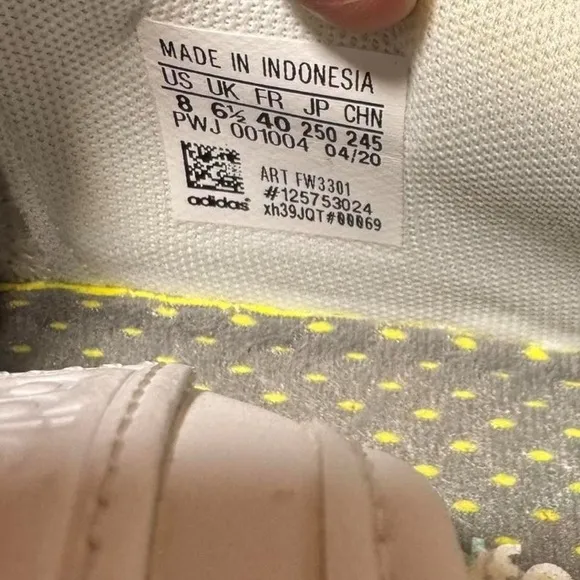 MADE IN INDONESIA
US UK FR JP CHN
8 6½ 40 250 245
PWJ 001004 04/20
ART FW3301
#125753024
adidas xh39JQT#00069